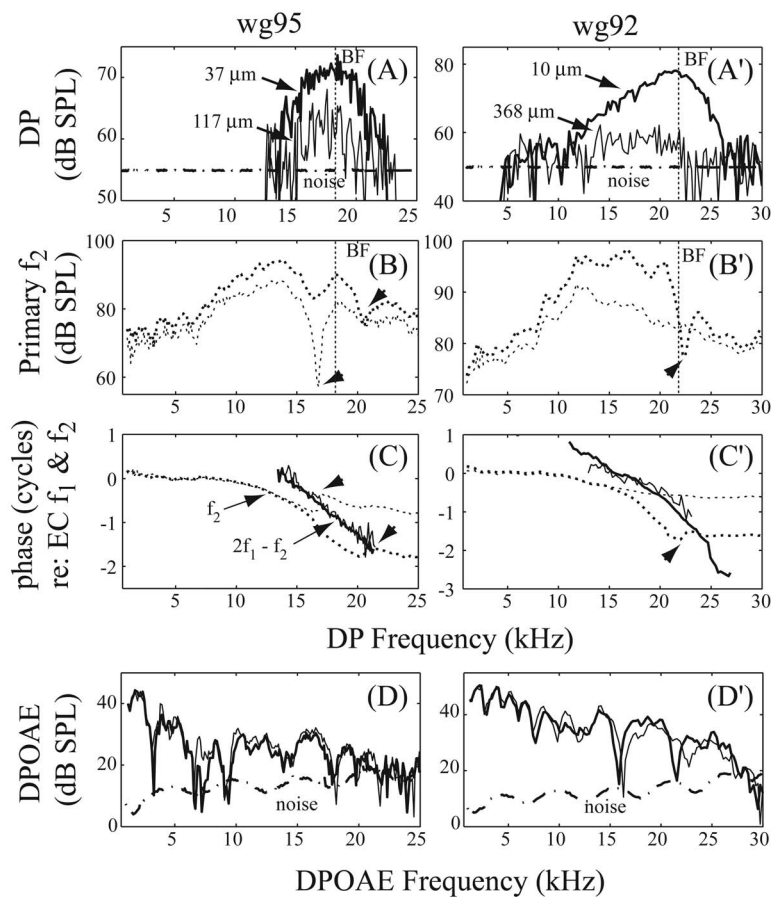 wg95
wg92
DP
(dB SPL)
70
60
50
37 μm
117 μm
BF
(A)
noise
5 10 15 20 25
80
60
40
10 μm
368 μm
BF
(A')
noise
5 10 15 20 25 30
Primary f2
(dB SPL)
100
80
60
BF
(B)
5 10 15 20 25
100
90
80
70
BF
(B')
5 10 15 20 25 30
phase (cycles)
re: EC f1 & f2
1
0
-1
-2
f2
2f1 - f2
(C)
5 10 15 20 25
1
0
-1
-2
-3
(C')
5 10 15 20 25 30
DP Frequency (kHz)
DPOAE
(dB SPL)
40
20
0
(D)
noise
5 10 15 20 25
40
20
0
(D')
noise
5 10 15 20 25 30
DPOAE Frequency (kHz)